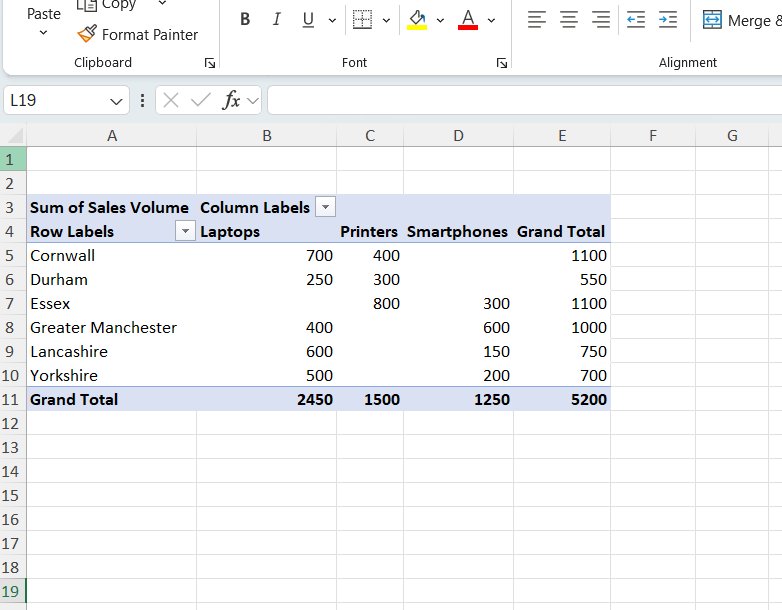 Paste Copy
Format Painter
B I U A Merge &
Clipboard Font Alignment
L19 fx
A B C D E F G
1
2
3 Sum of Sales Volume Column Labels
4 Row Labels Laptops Printers Smartphones Grand Total
5 Cornwall 700 400 1100
6 Durham 250 300 550
7 Essex 800 300 1100
8 Greater Manchester 400 600 1000
9 Lancashire 600 150 750
10 Yorkshire 500 200 700
11 Grand Total 2450 1500 1250 5200
12
13
14
15
16
17
18
19